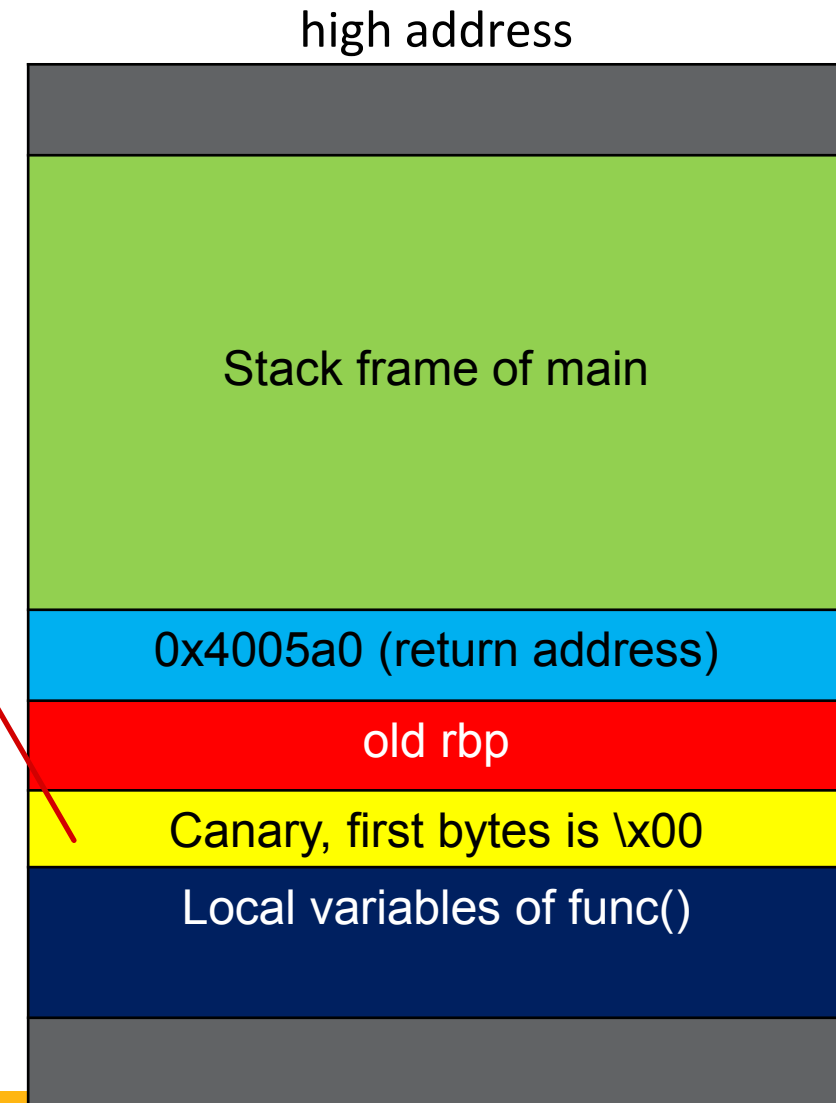 high address
Stack frame of main
0x4005a0 (return address)
old rbp
Canary, first bytes is \x00
Local variables of func()